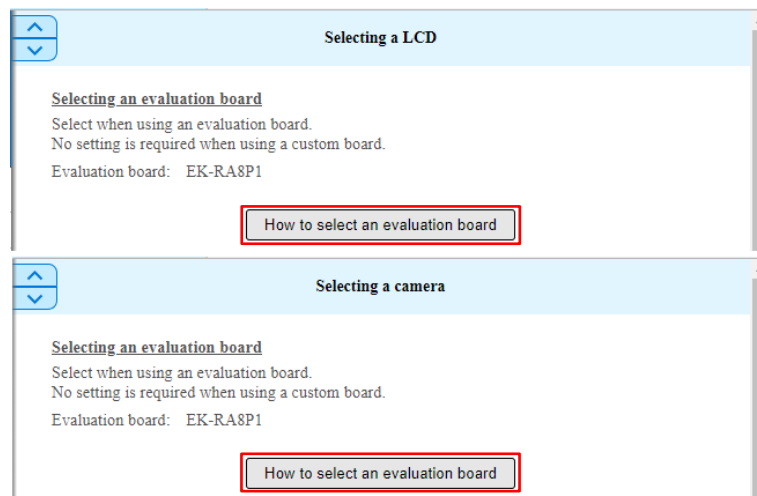 Selecting a LCD
Selecting an evaluation board
Select when using an evaluation board.
No setting is required when using a custom board.
Evaluation board: EK-RA8P1
How to select an evaluation board
Selecting a camera
Selecting an evaluation board
Select when using an evaluation board.
No setting is required when using a custom board.
Evaluation board: EK-RA8P1
How to select an evaluation board